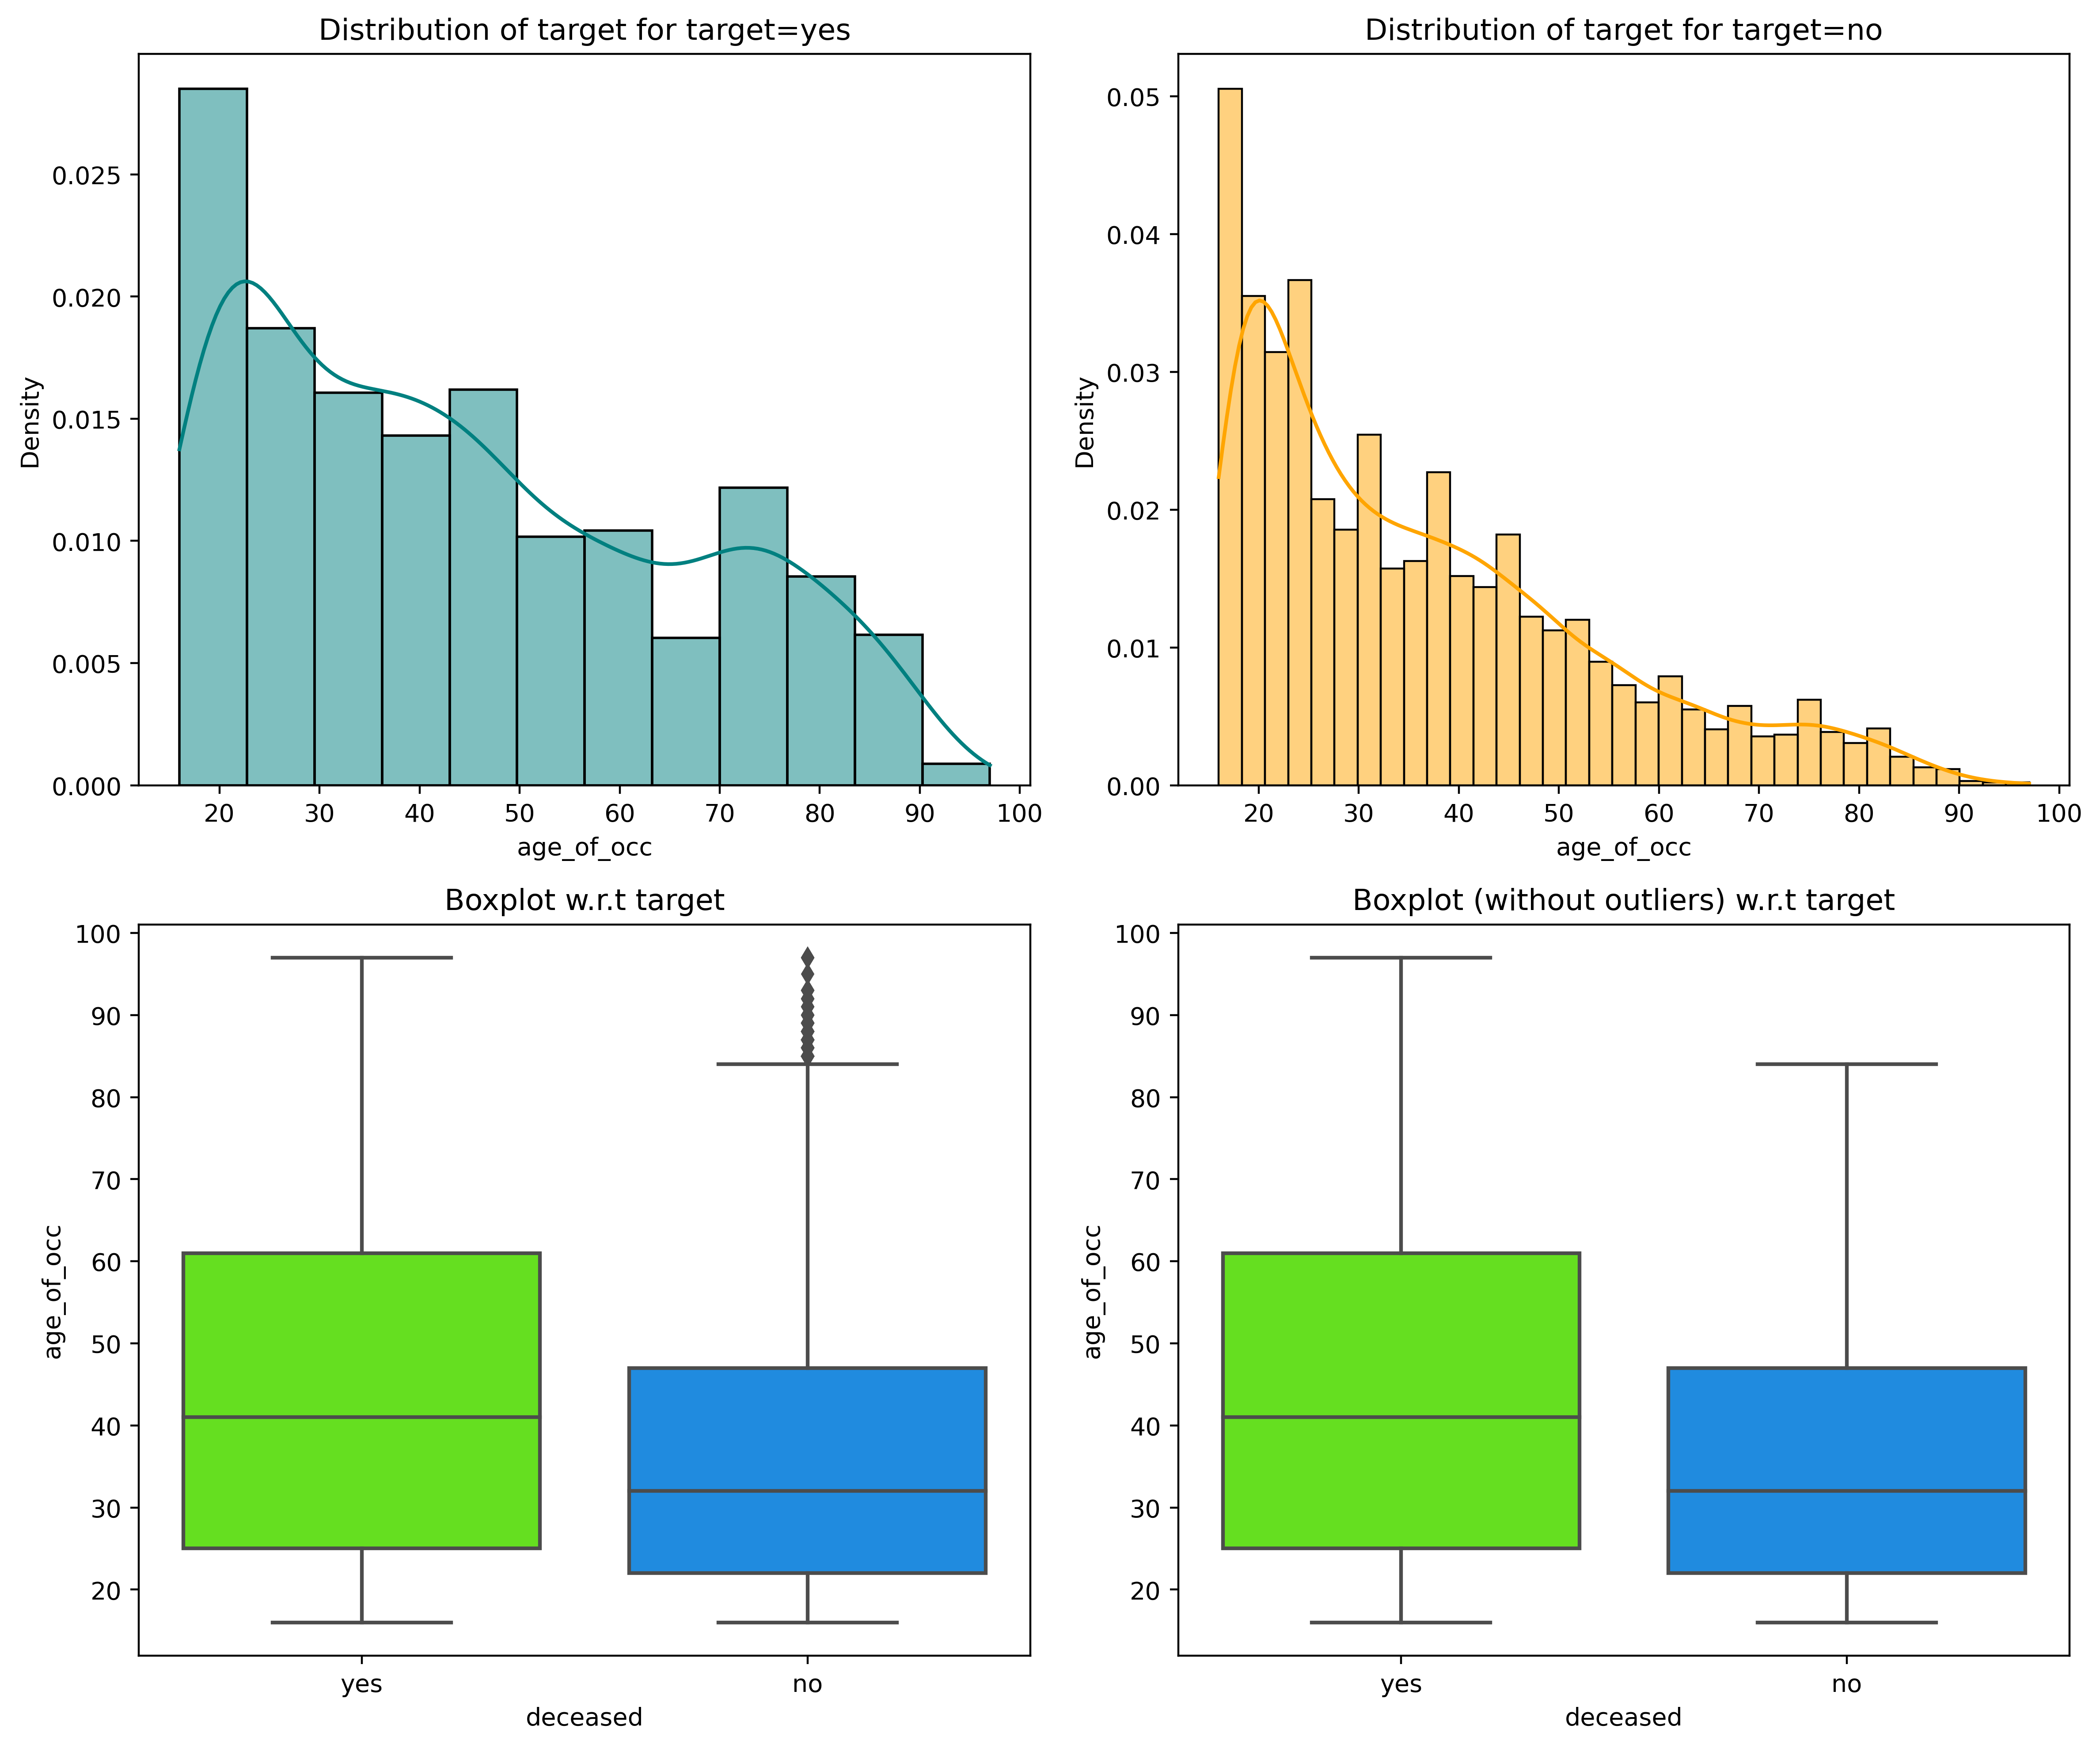 Distribution of target for target=yes
Density
0.025
0.020
0.015
0.010
0.005
0.000
20 30 40 50 60 70 80 90 100
age_of_occ
Distribution of target for target=no
Density
0.05
0.04
0.03
0.02
0.01
0.00
20 30 40 50 60 70 80 90 100
age_of_occ
Boxplot w.r.t target
age_of_occ
100
90
80
70
60
50
40
30
20
yes no
deceased
Boxplot (without outliers) w.r.t target
age_of_occ
100
90
80
70
60
50
40
30
20
yes no
deceased